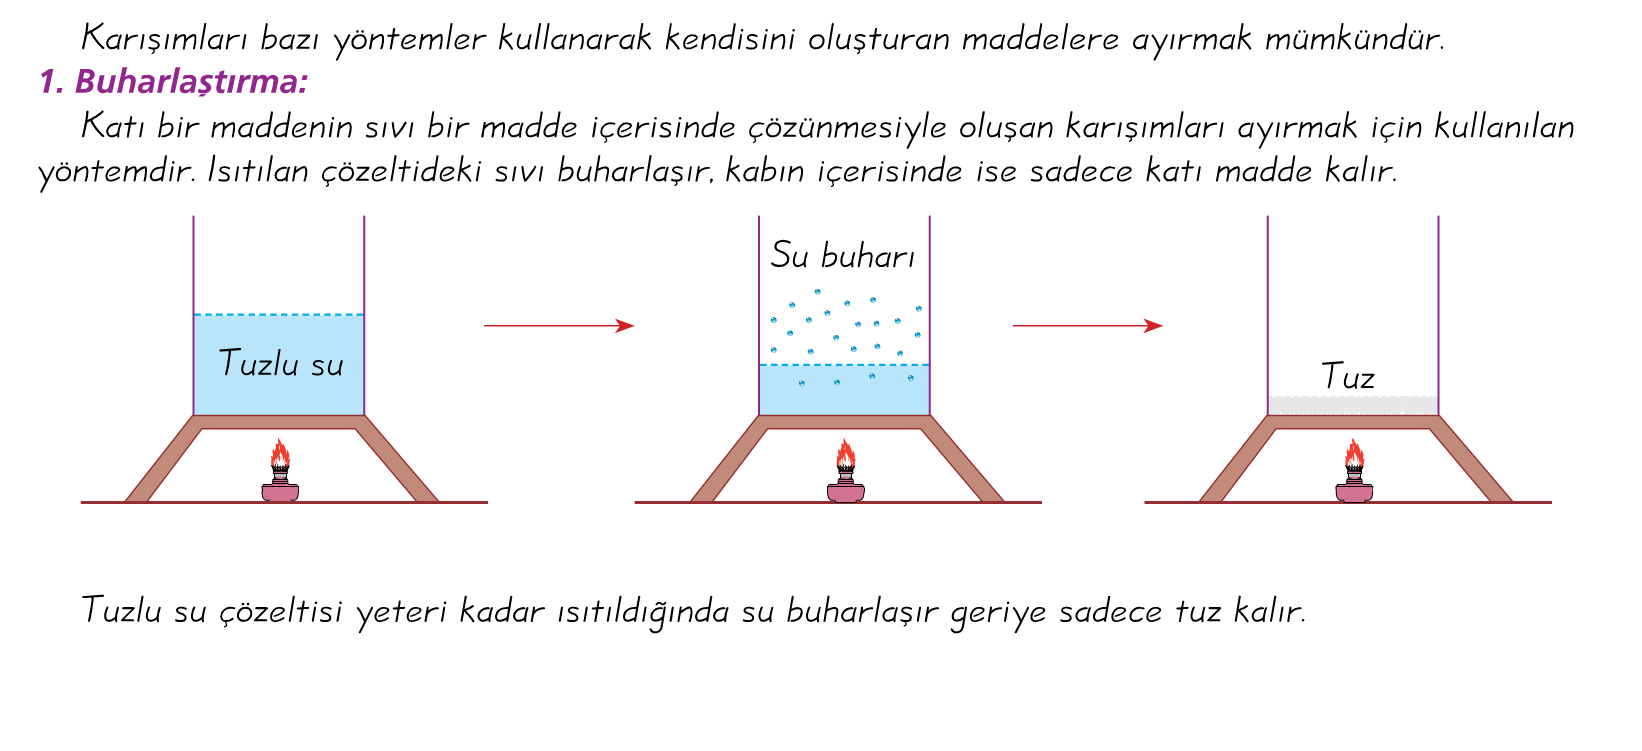 Karışımları bazı yöntemler kullanarak kendisini oluşturan maddelere ayırmak mümkündür.
1. Buharlaştırma:
Katı bir maddenin sıvı bir madde içerisinde çözünmesiyle oluşan karışımları ayırmak için kullanılan
yöntemdir. Isıtılan çözeltideki sıvı buharlaşır, kabın içerisinde ise sadece katı madde kalır.
Tuzlu su
Su buharı
Tuz
Tuzlu su çözeltisi yeteri kadar ısıtıldığında su buharlaşır geriye sadece tuz kalır.